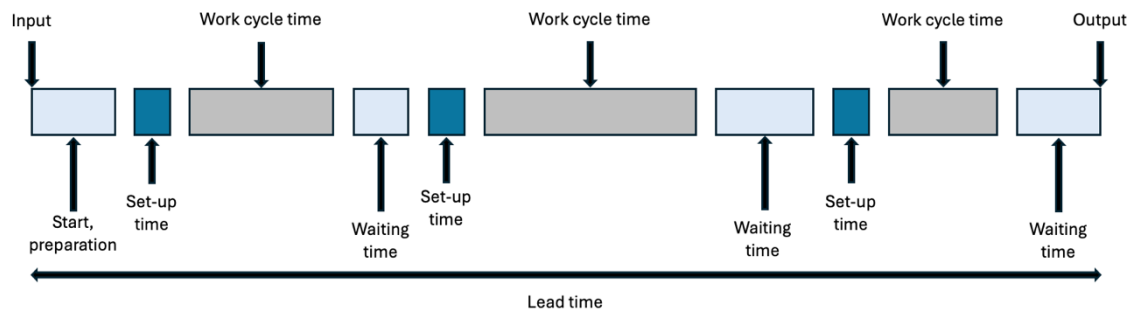 Input
Work cycle time
Work cycle time
Work cycle time
Output
Start,
preparation
Set-up
time
Waiting
time
Set-up
time
Waiting
time
Set-up
time
Waiting
time
Lead time